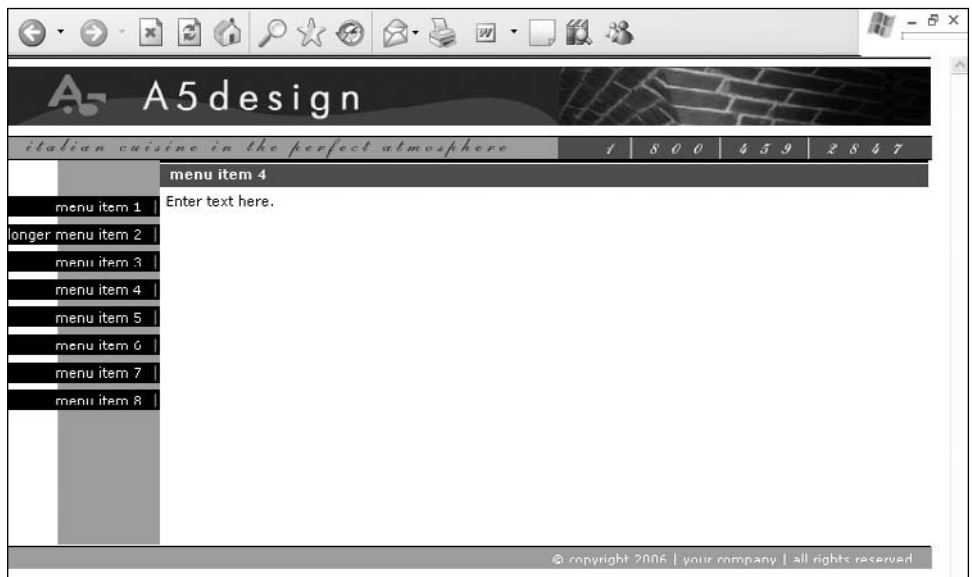 A5design
italian cuisine in the perfect atmosphere
1 | 800 | 459 | 2847
menu item 4
Enter text here.
menu item 1 |
longer menu item 2 |
menu item 3 |
menu item 4 |
menu item 5 |
menu item 6 |
menu item 7 |
menu item 8 |
© copyright 2006 | your company | all rights reserved